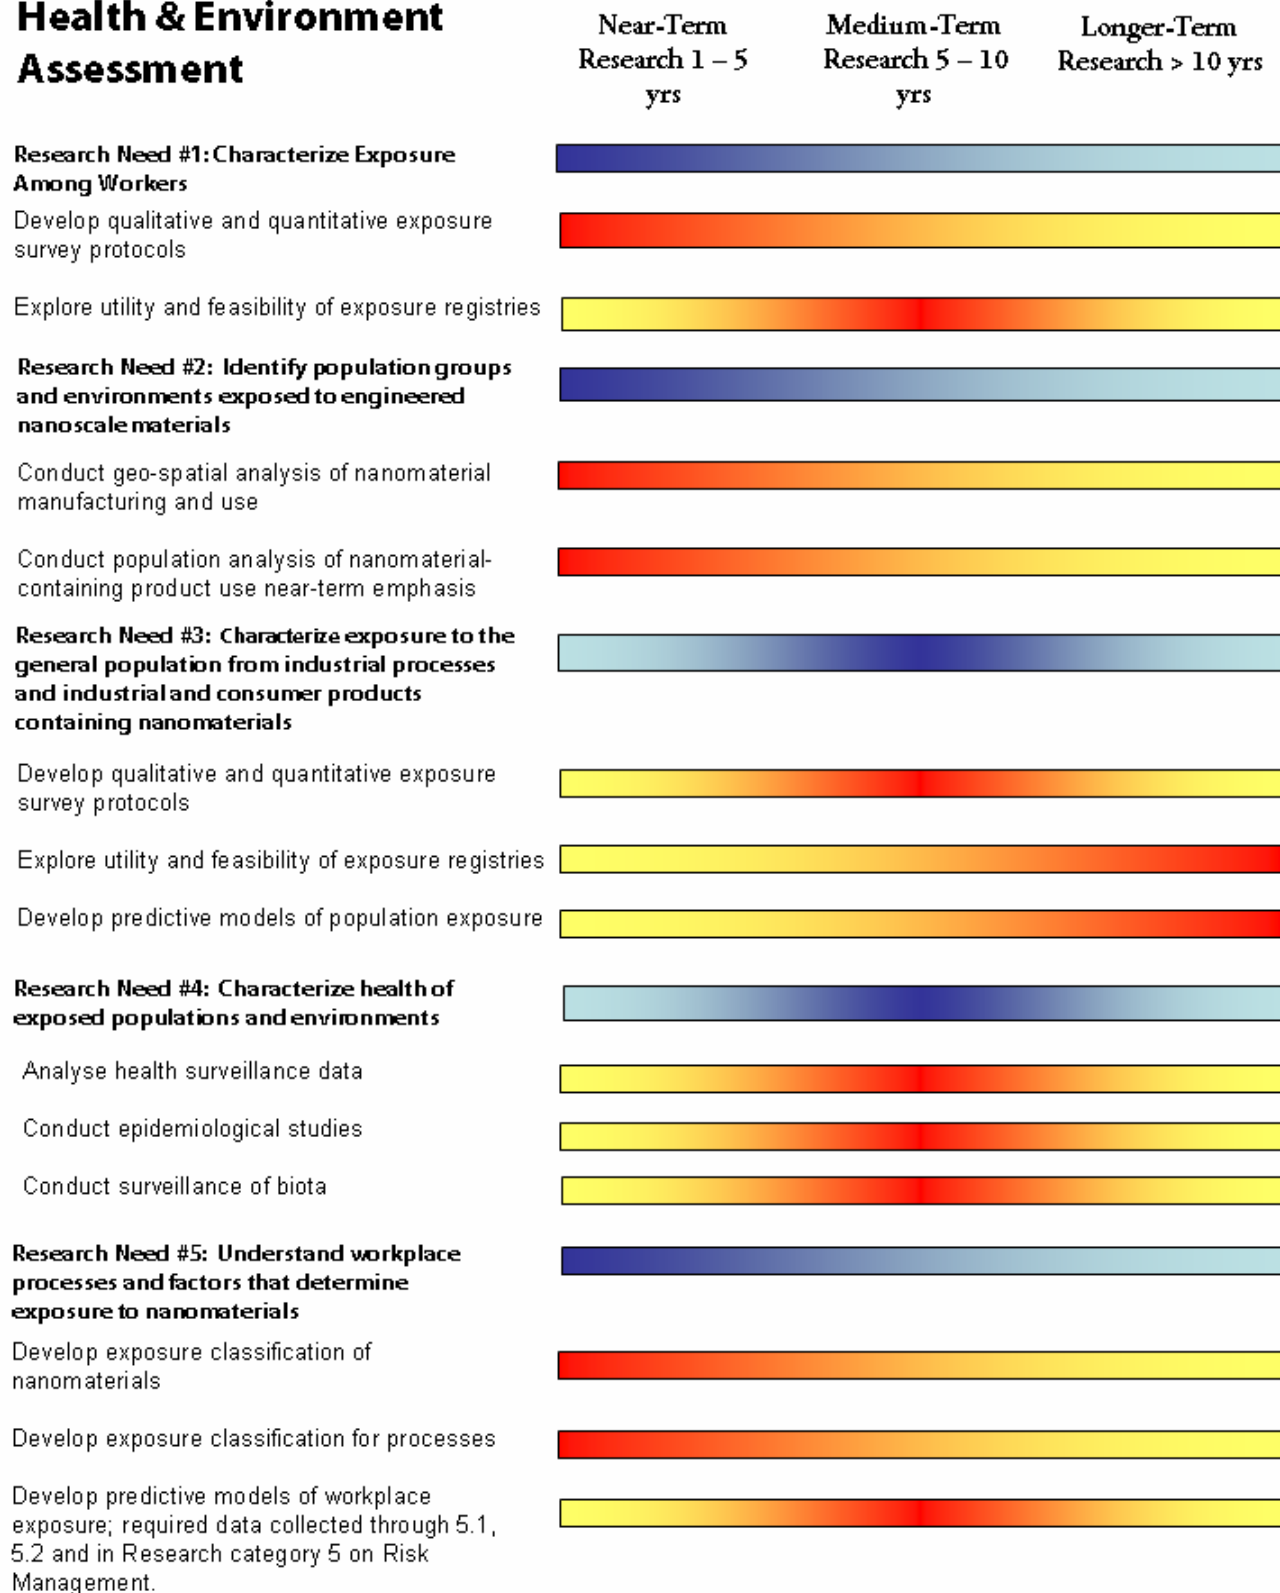 Health & Environment
Assessment
Near-Term
Research 1 – 5
yrs
Medium-Term
Research 5 – 10
yrs
Longer-Term
Research > 10 yrs
Research Need #1: Characterize Exposure
Among Workers
Develop qualitative and quantitative exposure
survey protocols
Explore utility and feasibility of exposure registries
Research Need #2: Identify population groups
and environments exposed to engineered
nanoscale materials
Conduct geo-spatial analysis of nanomaterial
manufacturing and use
Conduct population analysis of nanomaterial-
containing product use near-term emphasis
Research Need #3: Characterize exposure to the
general population from industrial processes
and industrial and consumer products
containing nanomaterials
Develop qualitative and quantitative exposure
survey protocols
Explore utility and feasibility of exposure registries
Develop predictive models of population exposure
Research Need #4: Characterize health of
exposed populations and environments
Analyse health surveillance data
Conduct epidemiological studies
Conduct surveillance of biota
Research Need #5: Understand workplace
processes and factors that determine
exposure to nanomaterials
Develop exposure classification of
nanomaterials
Develop exposure classification for processes
Develop predictive models of workplace
exposure; required data collected through 5.1,
5.2 and in Research category 5 on Risk
Management.